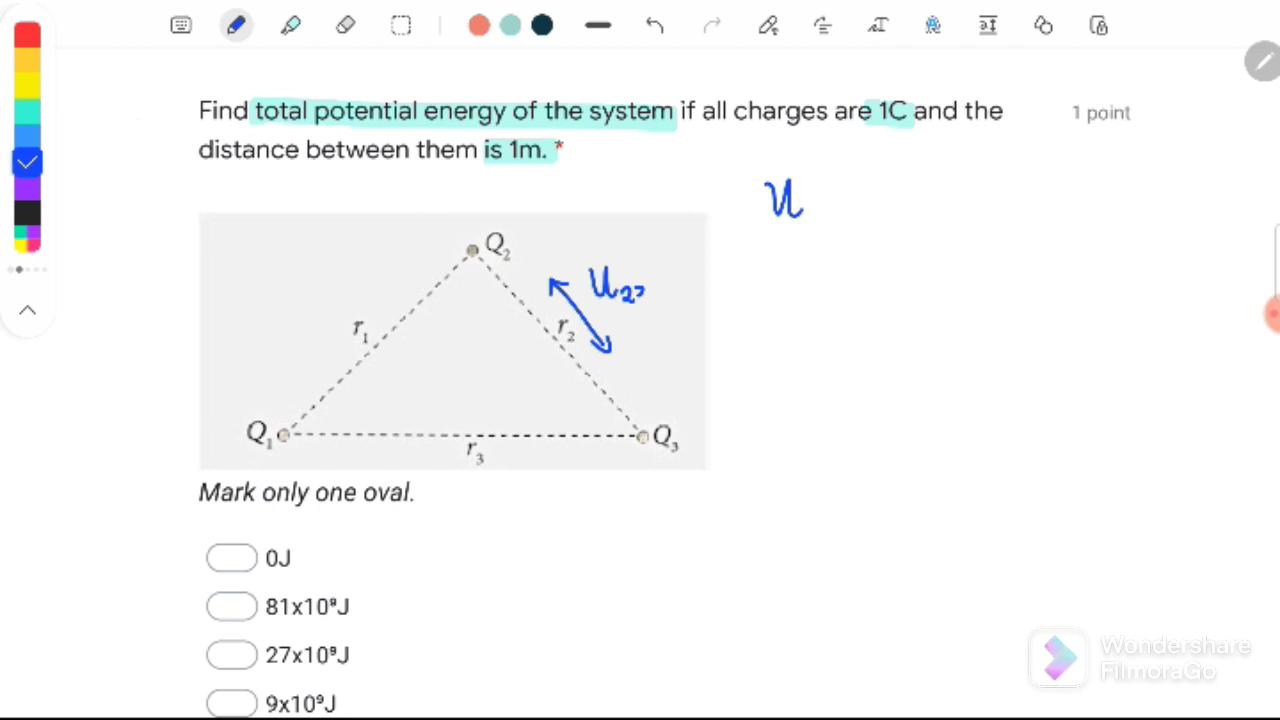 Find total potential energy of the system if all charges are 1C and the
1 point
distance between them is 1m. *
U
Q₂
U₂₃
r₁
r₂
Q₁
Q₃
r₃
Mark only one oval.
0J
81x10⁹J
27x10⁹J
9x10⁹J
Wondershare
FilmoraGo